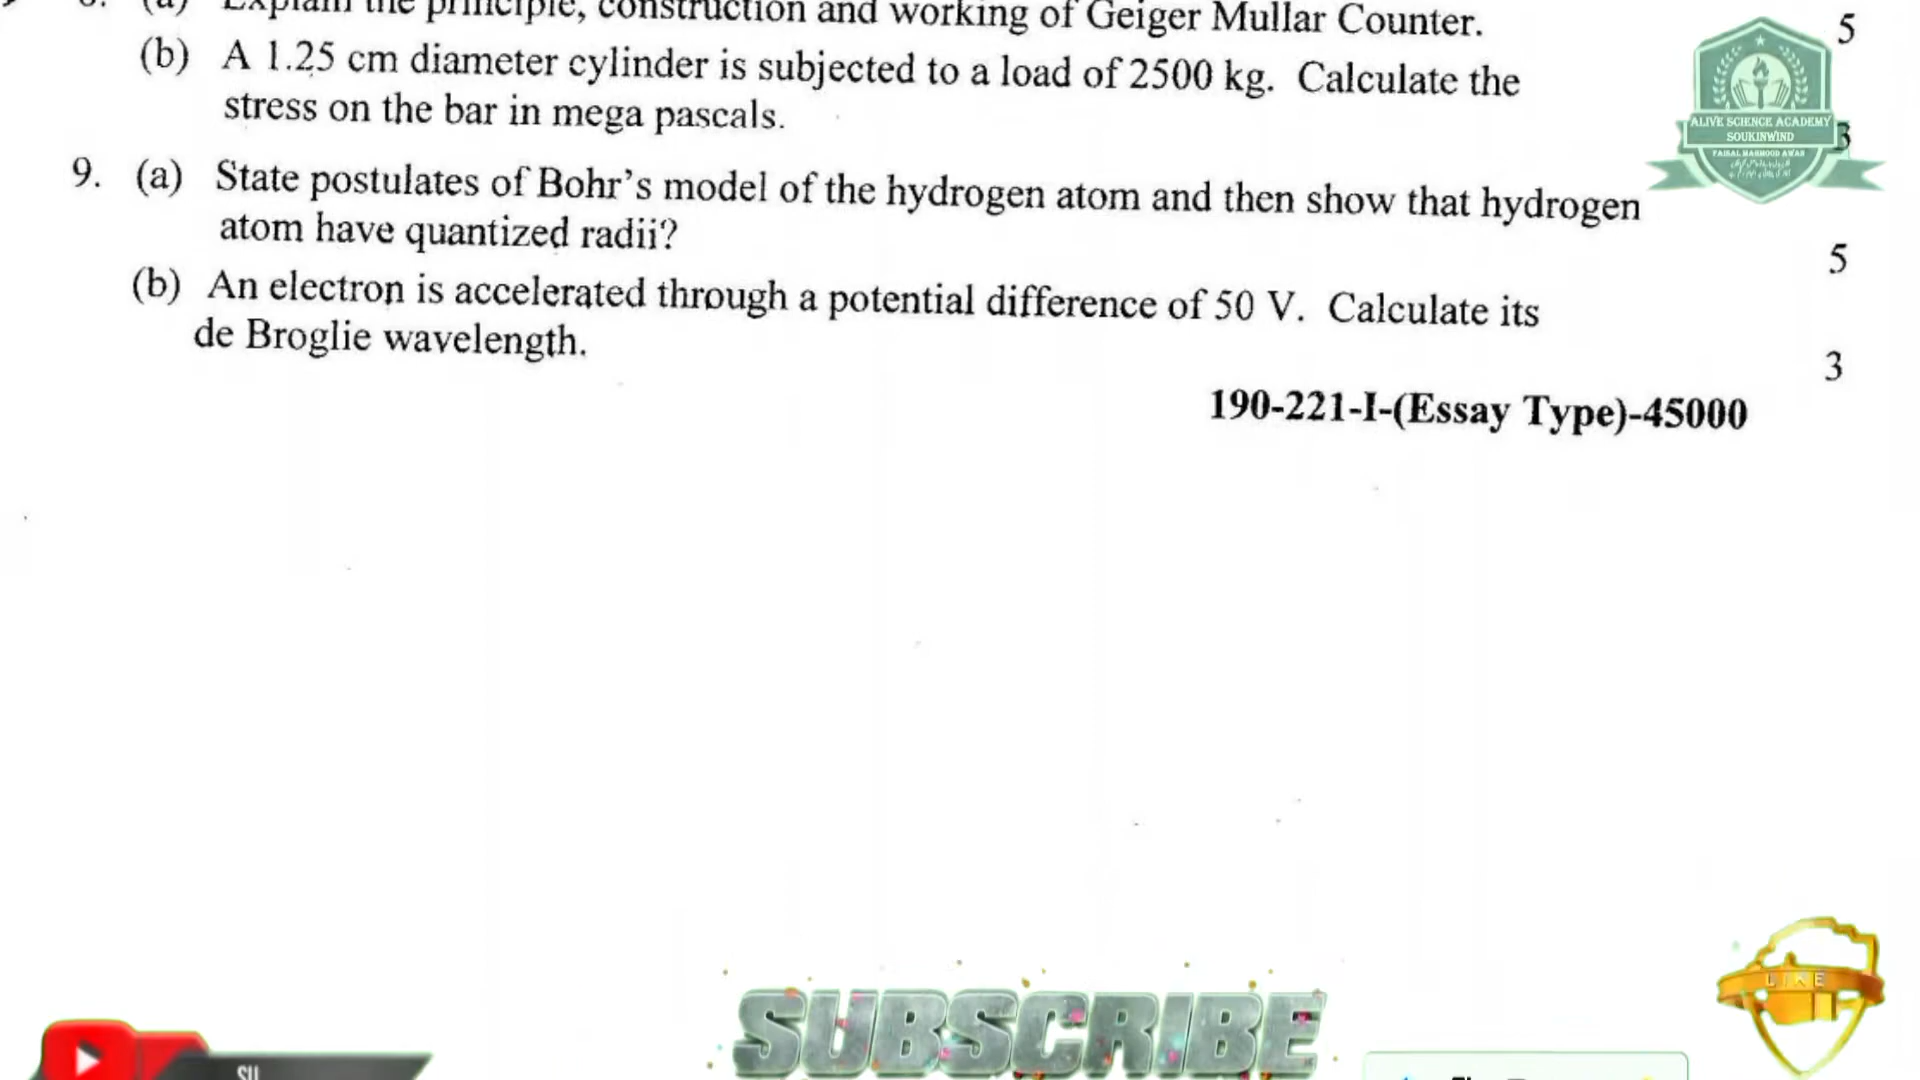 (a) Explain the principle, construction and working of Geiger Mullar Counter. 5
(b) A 1.25 cm diameter cylinder is subjected to a load of 2500 kg. Calculate the
stress on the bar in mega pascals. 3
9. (a) State postulates of Bohr's model of the hydrogen atom and then show that hydrogen
atom have quantized radii? 5
(b) An electron is accelerated through a potential difference of 50 V. Calculate its
de Broglie wavelength. 3
190-221-I-(Essay Type)-45000
ALIVE SCIENCE ACADEMY
SOUKINWIND
FAISAL MAHMOOD AWAN
LIKE
SUBSCRIBE